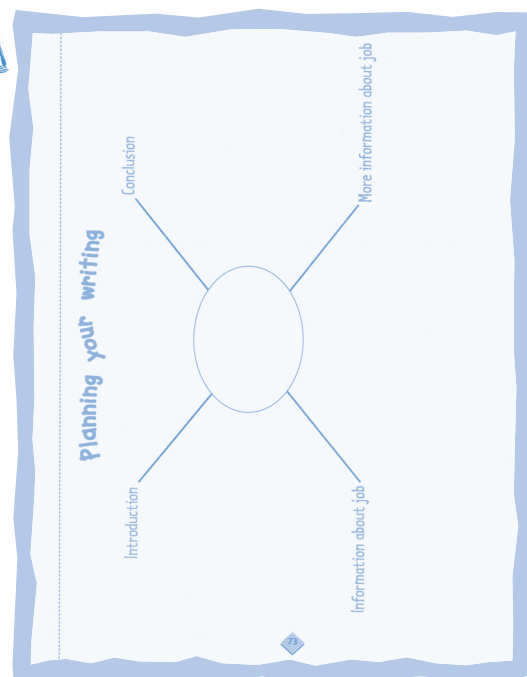 Planning your writing
Introduction
Conclusion
Information about job
More information about job
73